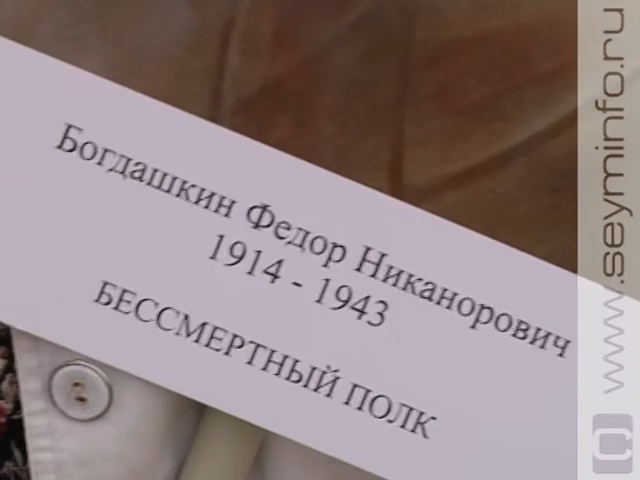 Богдашкин Федор Никанорович
1914 - 1943
БЕССМЕРТНЫЙ ПОЛК
www.seyminfo.ru